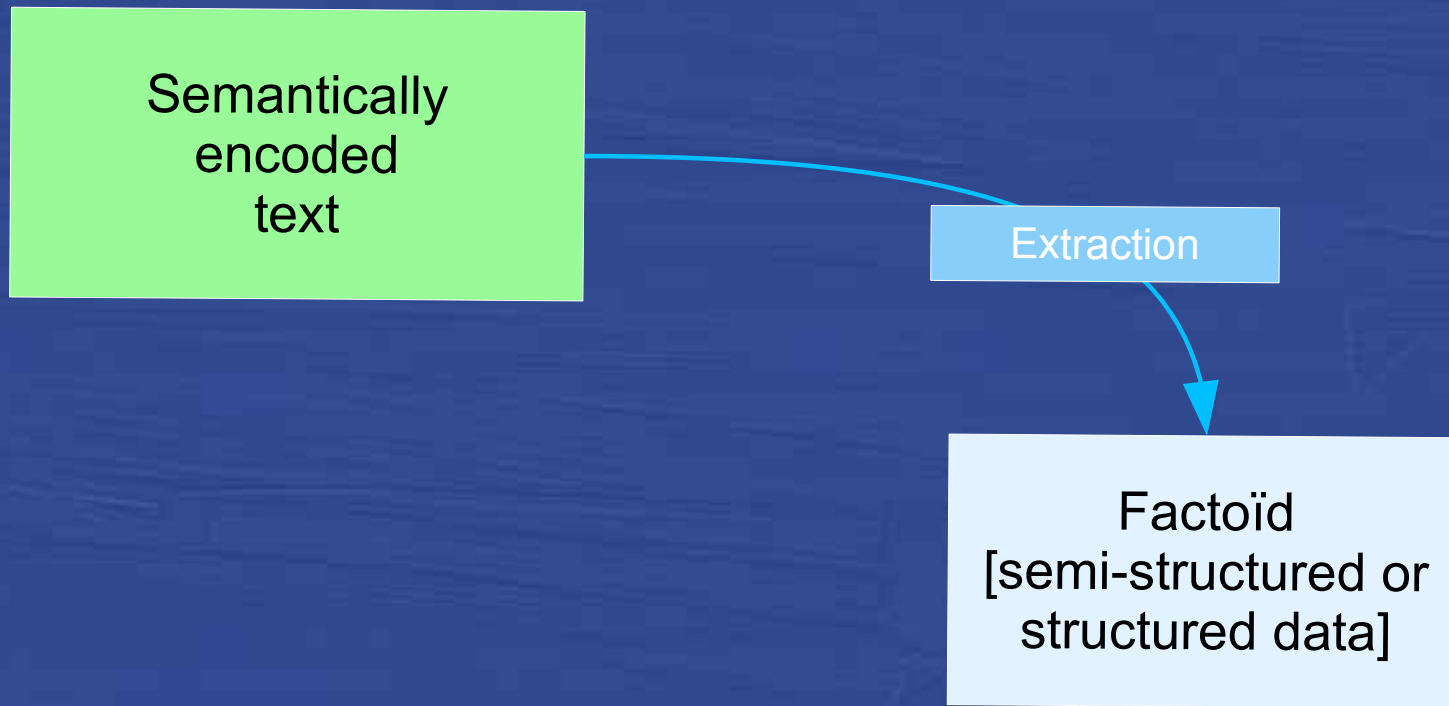 Semantically
encoded
text
Extraction
Factoïd
[semi-structured or
structured data]